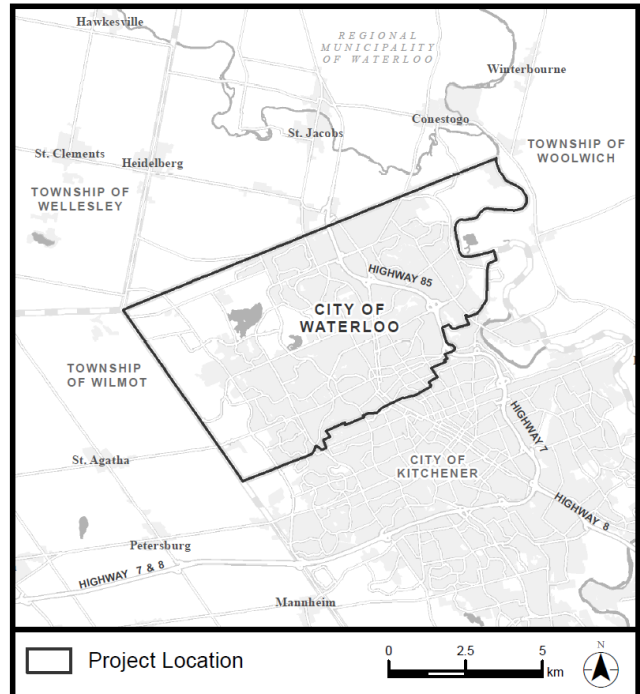 Hawkesville
REGIONAL
MUNICIPALITY
OF WATERLOO
Winterbourne
Conestogo
St. Jacobs
TOWNSHIP OF
WOOLWICH
St. Clements
Heidelberg
TOWNSHIP OF
WELLESLEY
HIGHWAY 85
CITY OF
WATERLOO
TOWNSHIP
OF WILMOT
HIGHWAY 7
St. Agatha
CITY OF
KITCHENER
HIGHWAY 8
Petersburg
HIGHWAY 7 & 8
Mannheim
Project Location
0 2.5 5
km
N